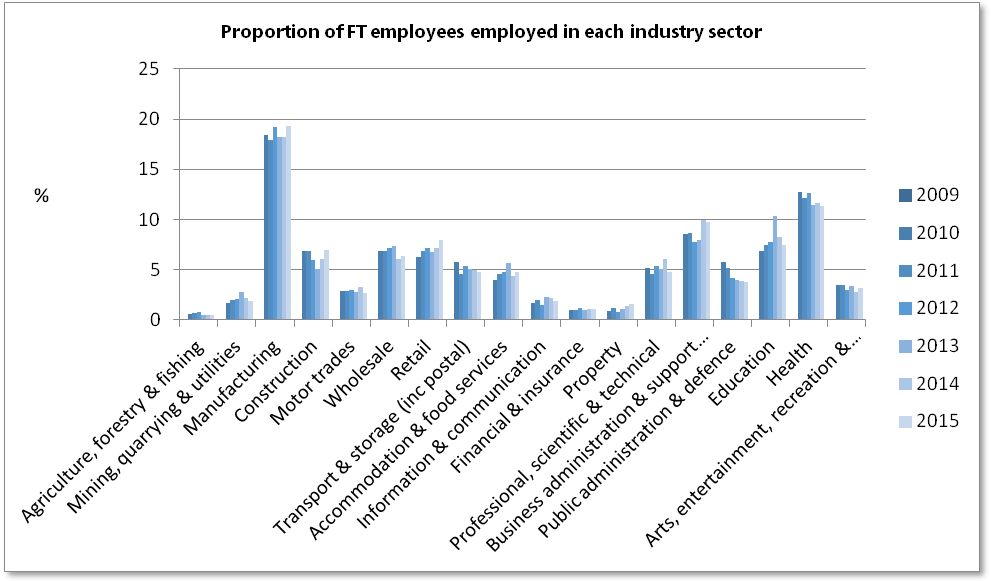 Proportion of FT employees employed in each industry sector
25
20
15
10
5
0
%
Agriculture, forestry & fishing
Mining, quarrying & utilities
Manufacturing
Construction
Motor trades
Wholesale
Retail
Transport & storage (inc postal)
Accommodation & food services
Information & communication
Financial & insurance
Property
Professional, scientific & technical
Business administration & support...
Public administration & defence
Education
Health
Arts, entertainment, recreation &...
2009
2010
2011
2012
2013
2014
2015